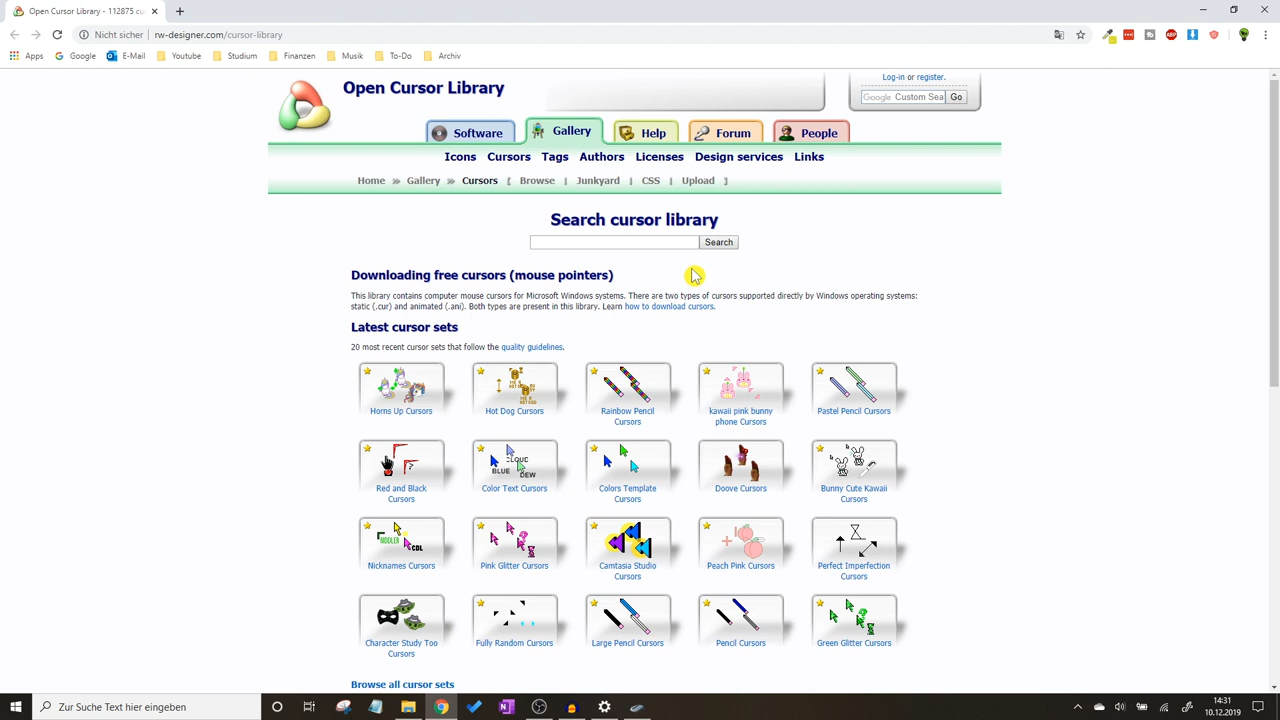 Open Cursor Library - 112875 cu
Nicht sicher | rw-designer.com/cursor-library
Apps Google E-Mail Youtube Studium Finanzen Musik To-Do Archiv
Open Cursor Library
Log-in or register.
Google Custom Sea Go
Software Gallery Help Forum People
Icons Cursors Tags Authors Licenses Design services Links
Home » Gallery » Cursors [ Browse | Junkyard | CSS | Upload ]
Search cursor library
Search
Downloading free cursors (mouse pointers)
This library contains computer mouse cursors for Microsoft Windows systems. There are two types of cursors supported directly by Windows operating systems:
static (.cur) and animated (.ani). Both types are present in this library. Learn how to download cursors.
Latest cursor sets
20 most recent cursor sets that follow the quality guidelines.
Horns Up Cursors Hot Dog Cursors Rainbow Pencil Cursors kawaii pink bunny phone Cursors Pastel Pencil Cursors
CLOUD
BLUE DEW
Red and Black Cursors Color Text Cursors Colors Template Cursors Doove Cursors Bunny Cute Kawaii Cursors
CDL
Nicknames Cursors Pink Glitter Cursors Camtasia Studio Cursors Peach Pink Cursors Perfect Imperfection Cursors
Character Study Too Cursors Fully Random Cursors Large Pencil Cursors Pencil Cursors Green Glitter Cursors
Browse all cursor sets
Zur Suche Text hier eingeben
14:31
10.12.2019